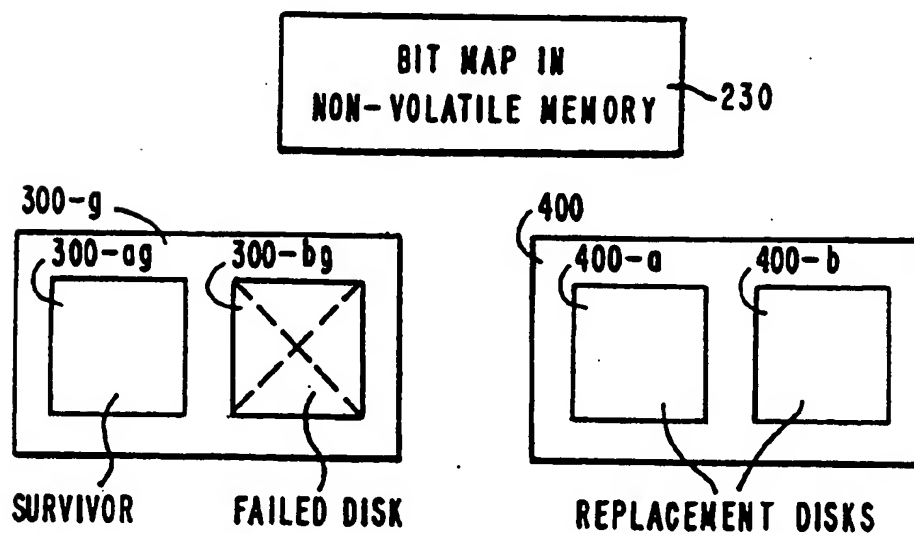 BIT MAP IN
NON-VOLATILE MEMORY
230
300-g
300-ag
300-bg
400
400-a
400-b
SURVIVOR
FAILED DISK
REPLACEMENT DISKS